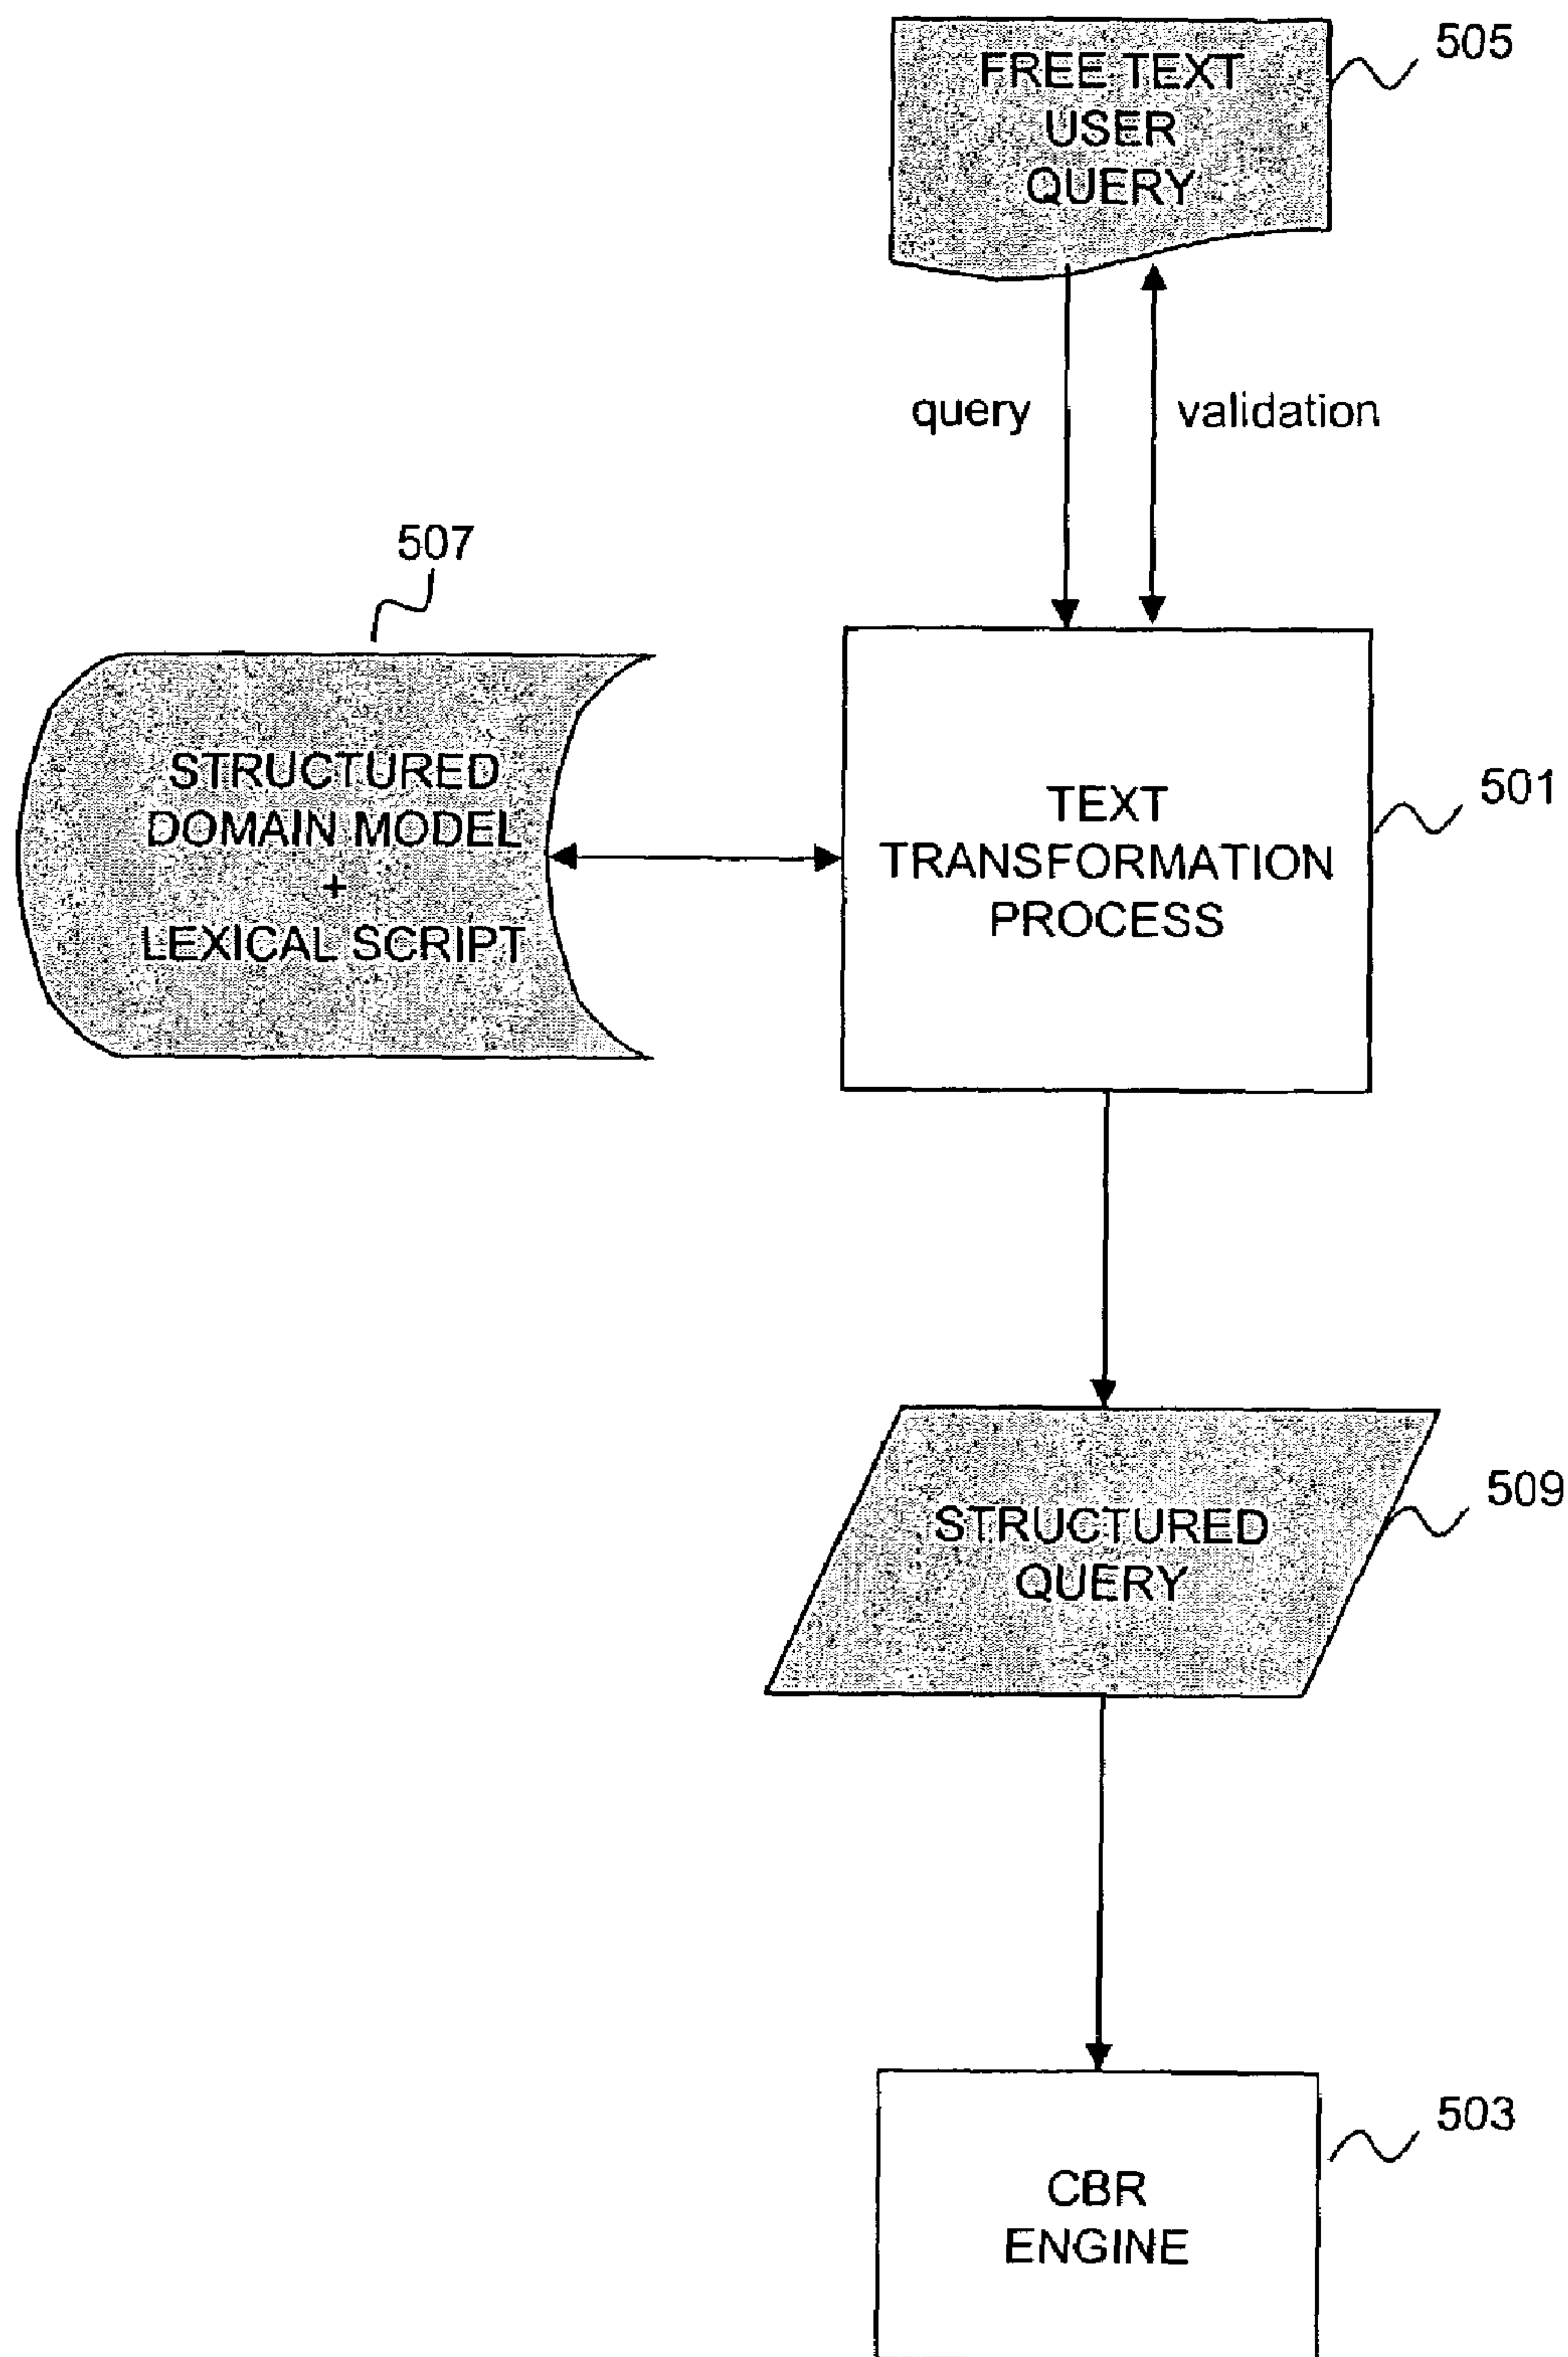 FREE TEXT
USER
QUERY
505
query
validation
507
STRUCTURED
DOMAIN MODEL
+
LEXICAL SCRIPT
TEXT
TRANSFORMATION
PROCESS
501
STRUCTURED
QUERY
509
CBR
ENGINE
503